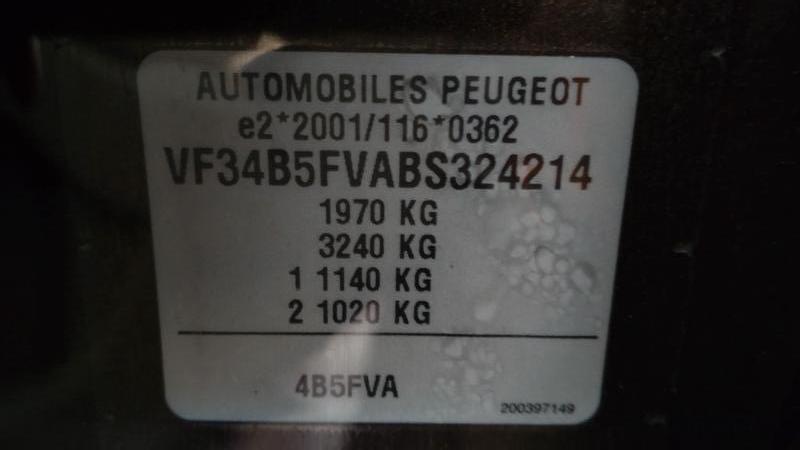 AUTOMOBILES PEUGEOT
e2*2001/116*0362
VF34B5FVABS324214
1970 KG
3240 KG
1 1140 KG
2 1020 KG
4B5FVA
200397149